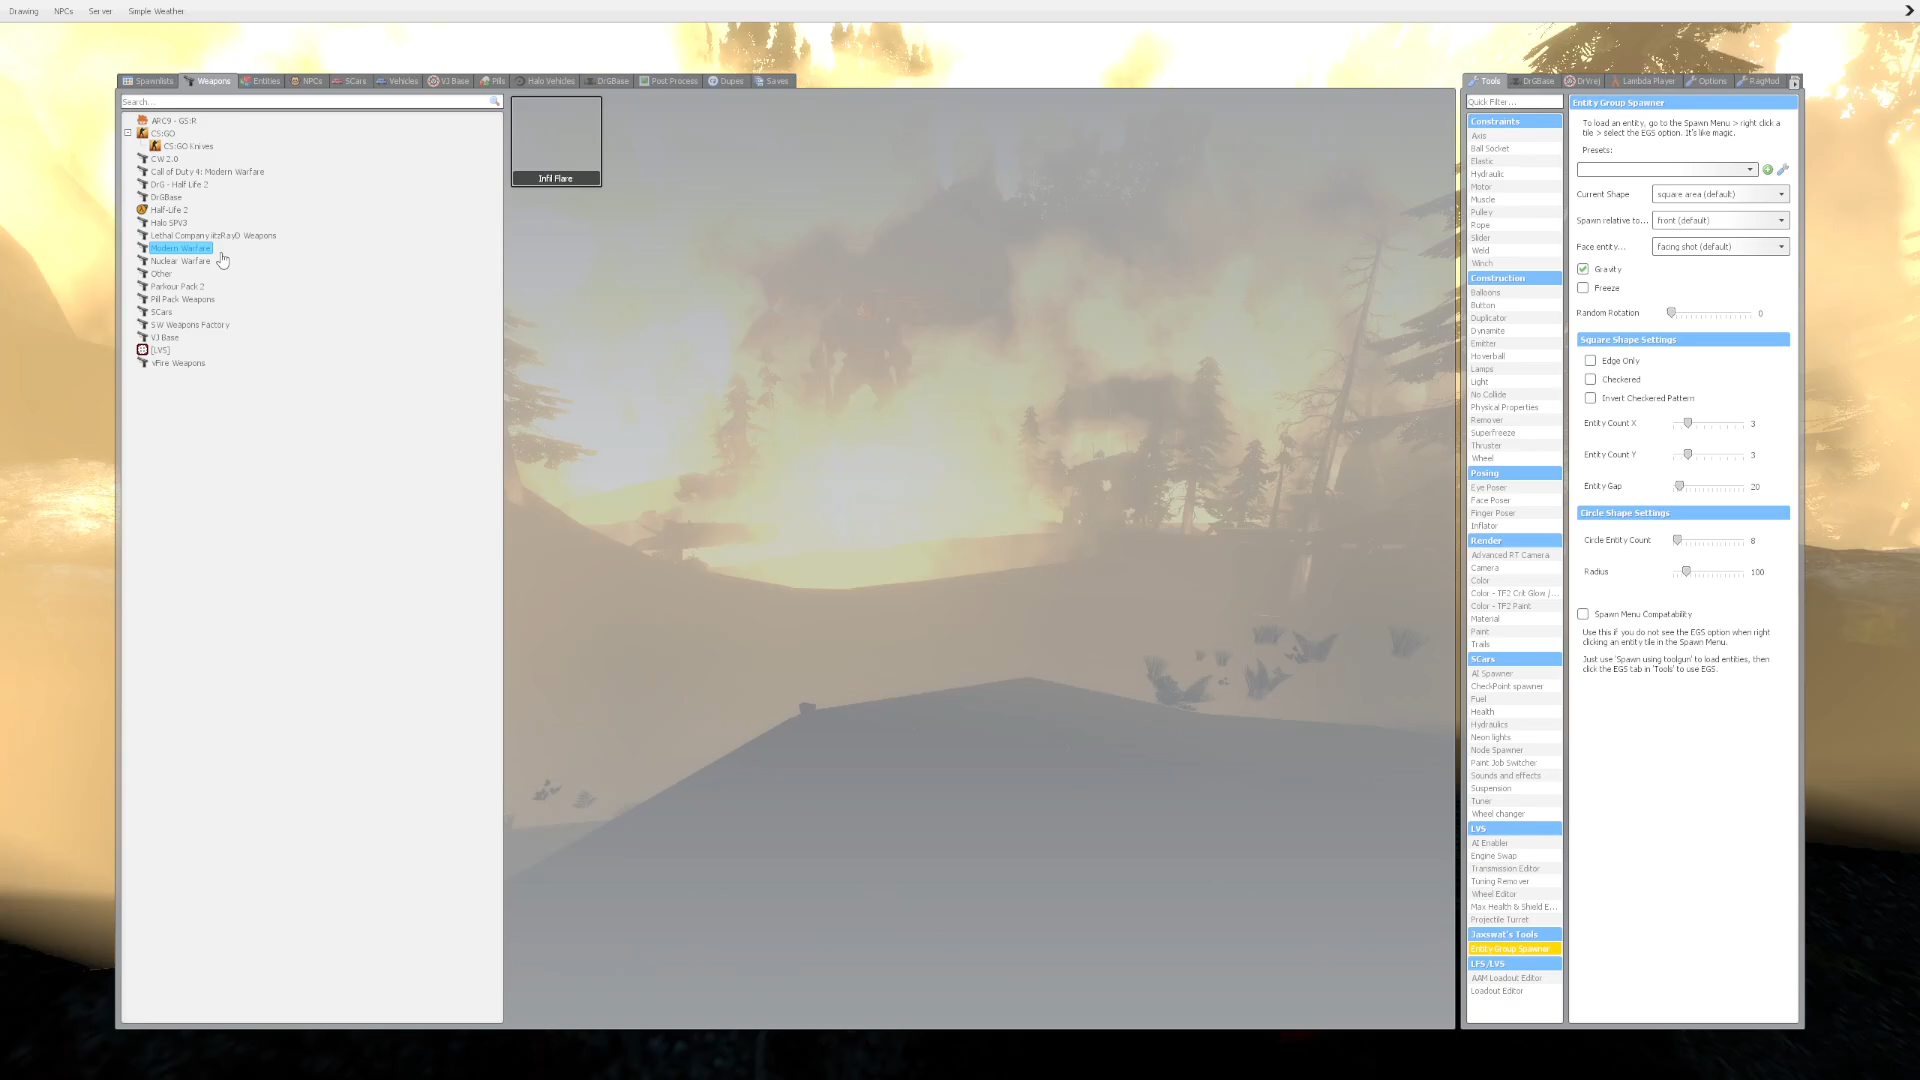 Drawing NPCs Server Simple Weather
Spawnlists Weapons Entities NPCs SCars Vehicles VJ Base Pills Halo Vehicles DrGBase Post Process Dupes Saves
Search...
ARC9 - GS:R
CS:GO
CS:GO Knives
CW 2.0
Call of Duty 4: Modern Warfare
DrG - Half Life 2
DrGBase
Half-Life 2
Halo SPV3
Lethal Company iitzRayD Weapons
Modern Warfare
Nuclear Warfare
Other
Parkour Pack 2
Pill Pack Weapons
SCars
SW Weapons Factory
VJ Base
[LVS]
vFire Weapons
Infil Flare
Tools DrGBase DrVrej Lambda Player Options RagMod
Quick Filter...
Constraints
Axis
Ball Socket
Elastic
Hydraulic
Motor
Muscle
Pulley
Rope
Slider
Weld
Winch
Construction
Balloons
Button
Duplicator
Dynamite
Emitter
Hoverball
Lamps
Light
No Collide
Physical Properties
Remover
Superfreeze
Thruster
Wheel
Posing
Eye Poser
Face Poser
Finger Poser
Inflator
Render
Advanced RT Camera
Camera
Color
Color - TF2 Crit Glow /...
Color - TF2 Paint
Material
Paint
Trails
SCars
AI Spawner
CheckPoint spawner
Fuel
Health
Hydraulics
Neon lights
Node Spawner
Paint Job Switcher
Sounds and effects
Suspension
Tuner
Wheel changer
LVS
AI Enabler
Engine Swap
Transmission Editor
Tuning Remover
Wheel Editor
Max Health & Shield E...
Projectile Turret
Jaxswat's Tools
Entity Group Spawner
LFS/LVS
AAM Loadout Editor
Loadout Editor
Entity Group Spawner
To load an entity, go to the Spawn Menu > right click a
tile > select the EGS option. It's like magic.
Presets:
Current Shape square area (default)
Spawn relative to... front (default)
Face entity... facing shot (default)
Gravity
Freeze
Random Rotation 0
Square Shape Settings
Edge Only
Checkered
Invert Checkered Pattern
Entity Count X 3
Entity Count Y 3
Entity Gap 20
Circle Shape Settings
Circle Entity Count 8
Radius 100
Spawn Menu Compatability
Use this if you do not see the EGS option when right
clicking an entity tile in the Spawn Menu.
Just use 'Spawn using toolgun' to load entities, then
click the EGS tab in 'Tools' to use EGS.